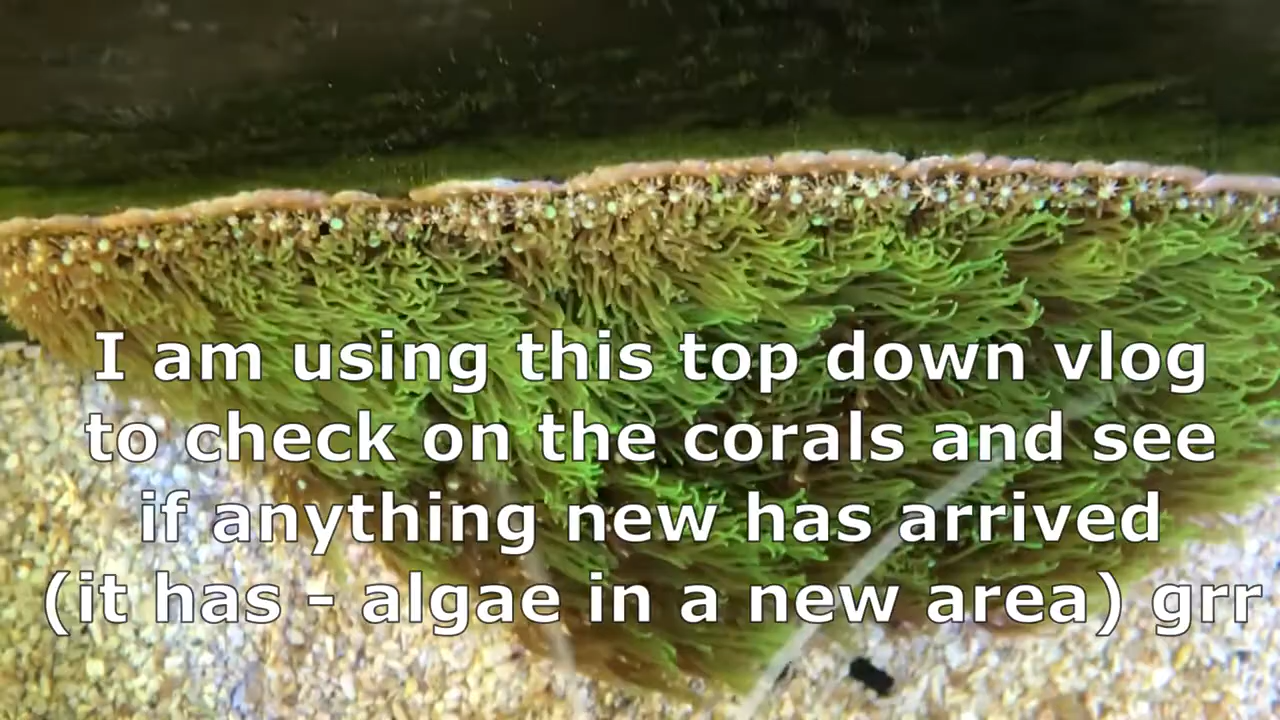 I am using this top down vlog
to check on the corals and see
if anything new has arrived
(it has - algae in a new area) grr